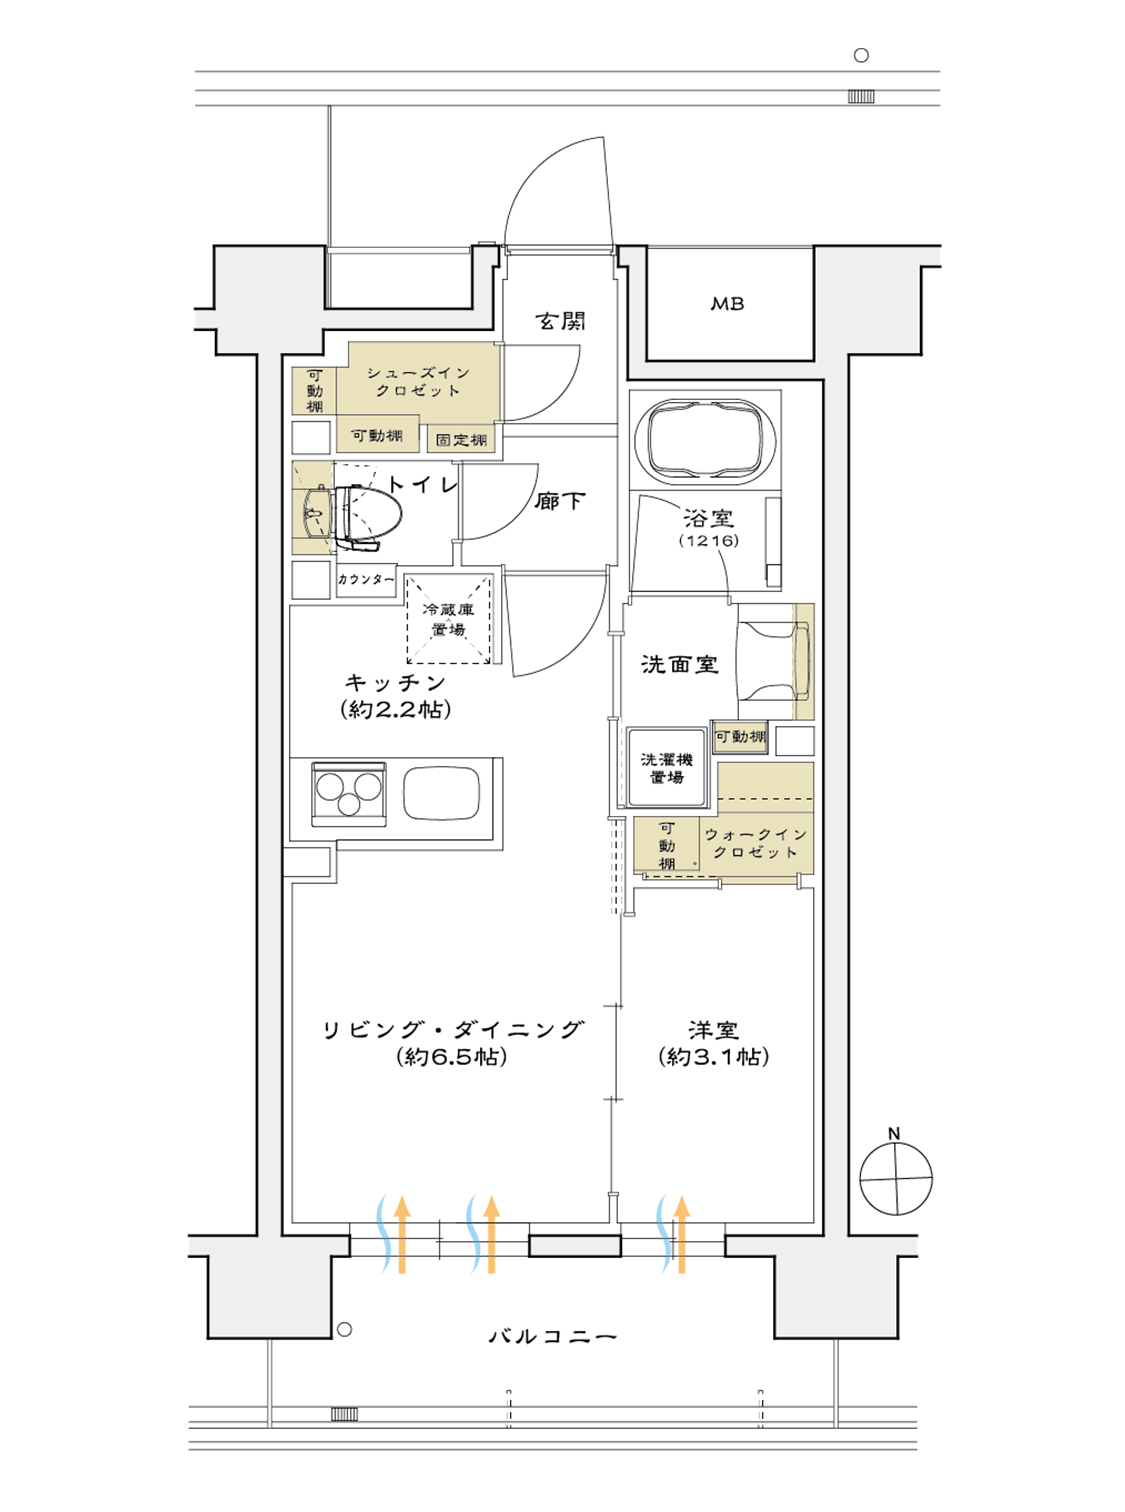 MB
玄関
シューズイン
クロゼット
可動棚
可動棚
固定棚
トイレ
廊下
浴室
(1216)
カウンター
冷蔵庫
置場
洗面室
キッチン
(約2.2帖)
可動棚
洗濯機
置場
可動棚
ウォークイン
クロゼット
リビング・ダイニング
(約6.5帖)
洋室
(約3.1帖)
N
バルコニー